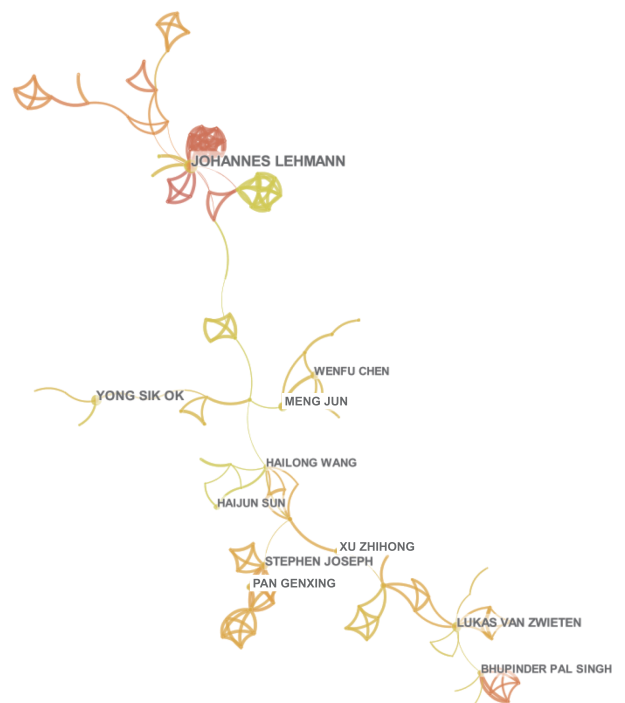 JOHANNES LEHMANN
WENFU CHEN
YONG SIK OK
MENG JUN
HAILONG WANG
HAIJUN SUN
XU ZHIHONG
STEPHEN JOSEPH
PAN GENXING
LUKAS VAN ZWIETEN
BHUPINDER PAL SINGH